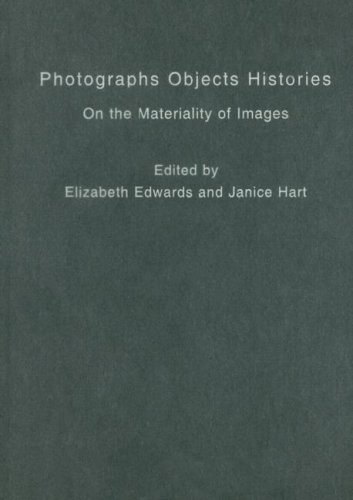 Photographs Objects Histories
On the Materiality of Images
Edited by
Elizabeth Edwards and Janice Hart